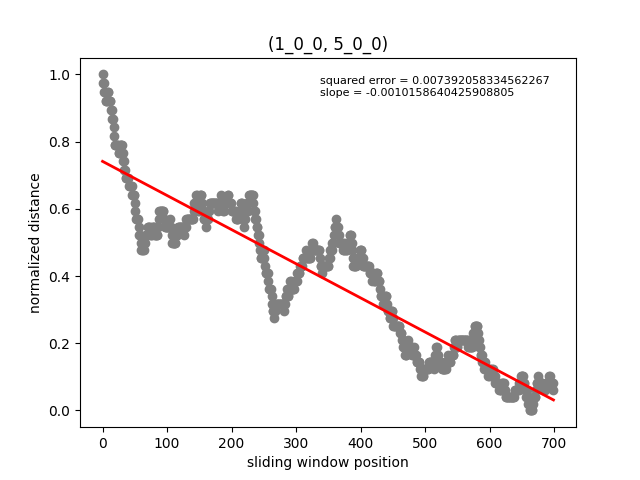 (1_0_0, 5_0_0)
squared error = 0.007392058334562267
slope = -0.0010158640425908805
1.0
0.8
0.6
0.4
0.2
0.0
normalized distance
0 100 200 300 400 500 600 700
sliding window position